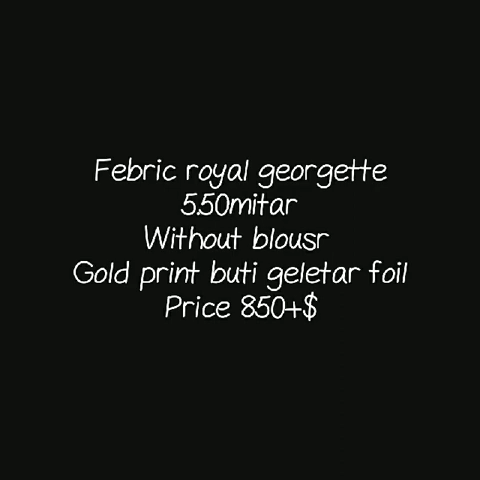 Febric royal georgette
5.50mitar
Without blousr
Gold print buti geletar foil
Price 850+$